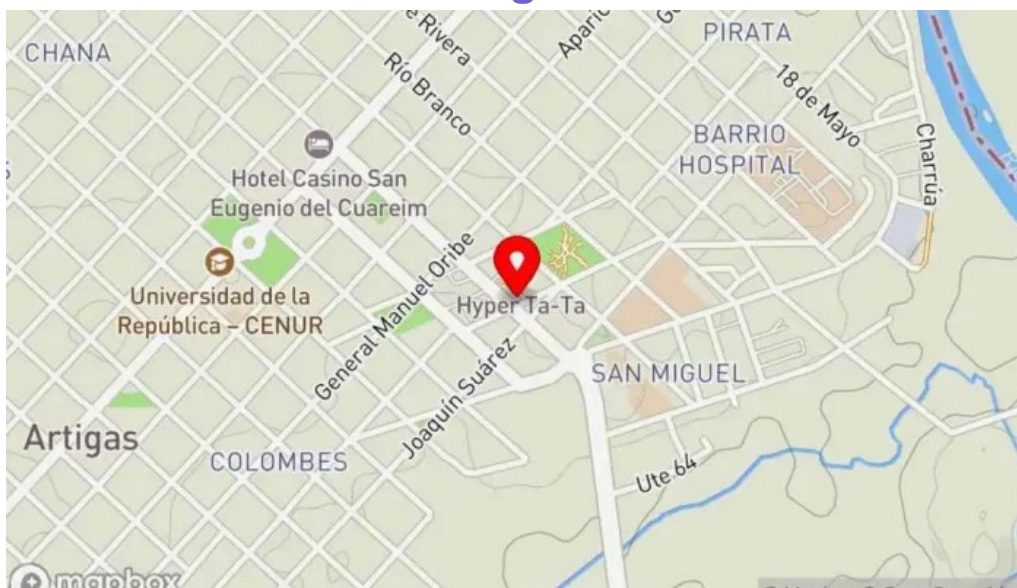 CHANA
e Rivera
Río Branco
Aparic
PIRATA
18 de Mayo
BARRIO
HOSPITAL
Charrúa
Hotel Casino San
Eugenio del Cuareim
Universidad de la
República – CENUR
General Manuel Oribe
Hyper Ta-Ta
Joaquín Suárez
SAN MIGUEL
Artigas
COLOMBES
Ute 64
mapbox